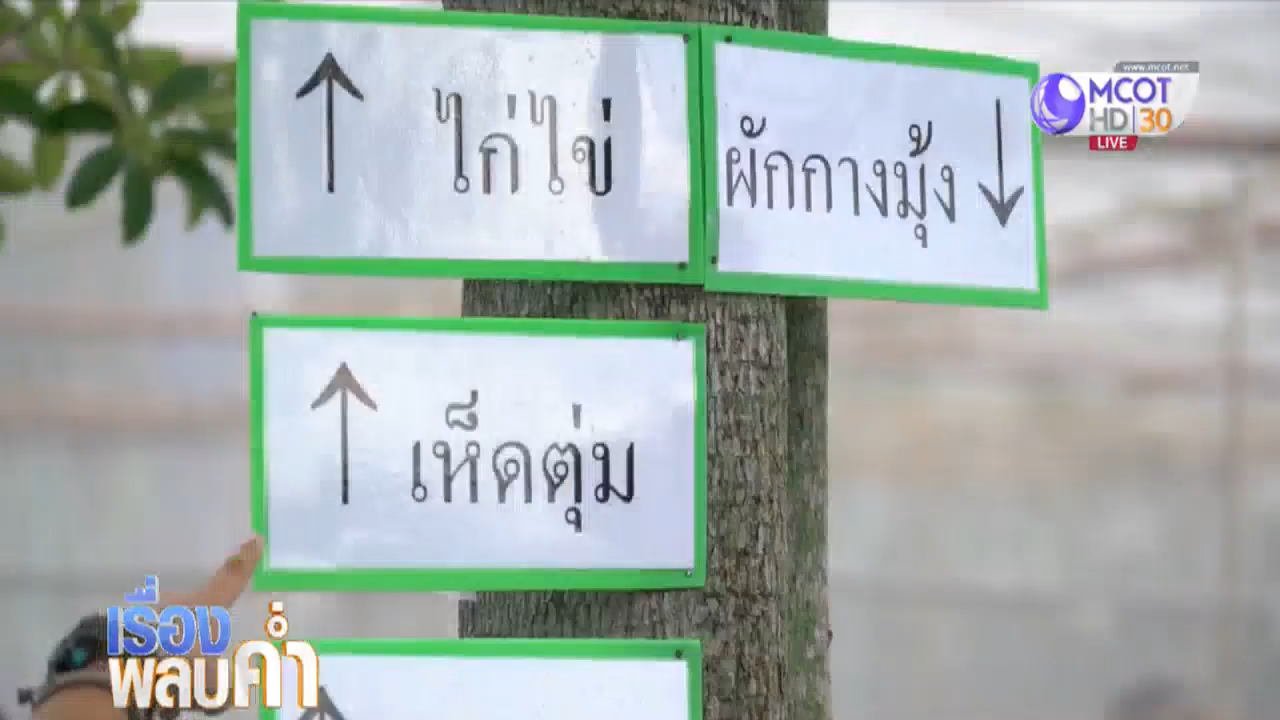 ไก่ไข่
ผักกางมุ้ง
www.mcot.net
MCOT
HD 30
LIVE
เห็ดตุ่ม
เรื่อง
พลบค่ำ